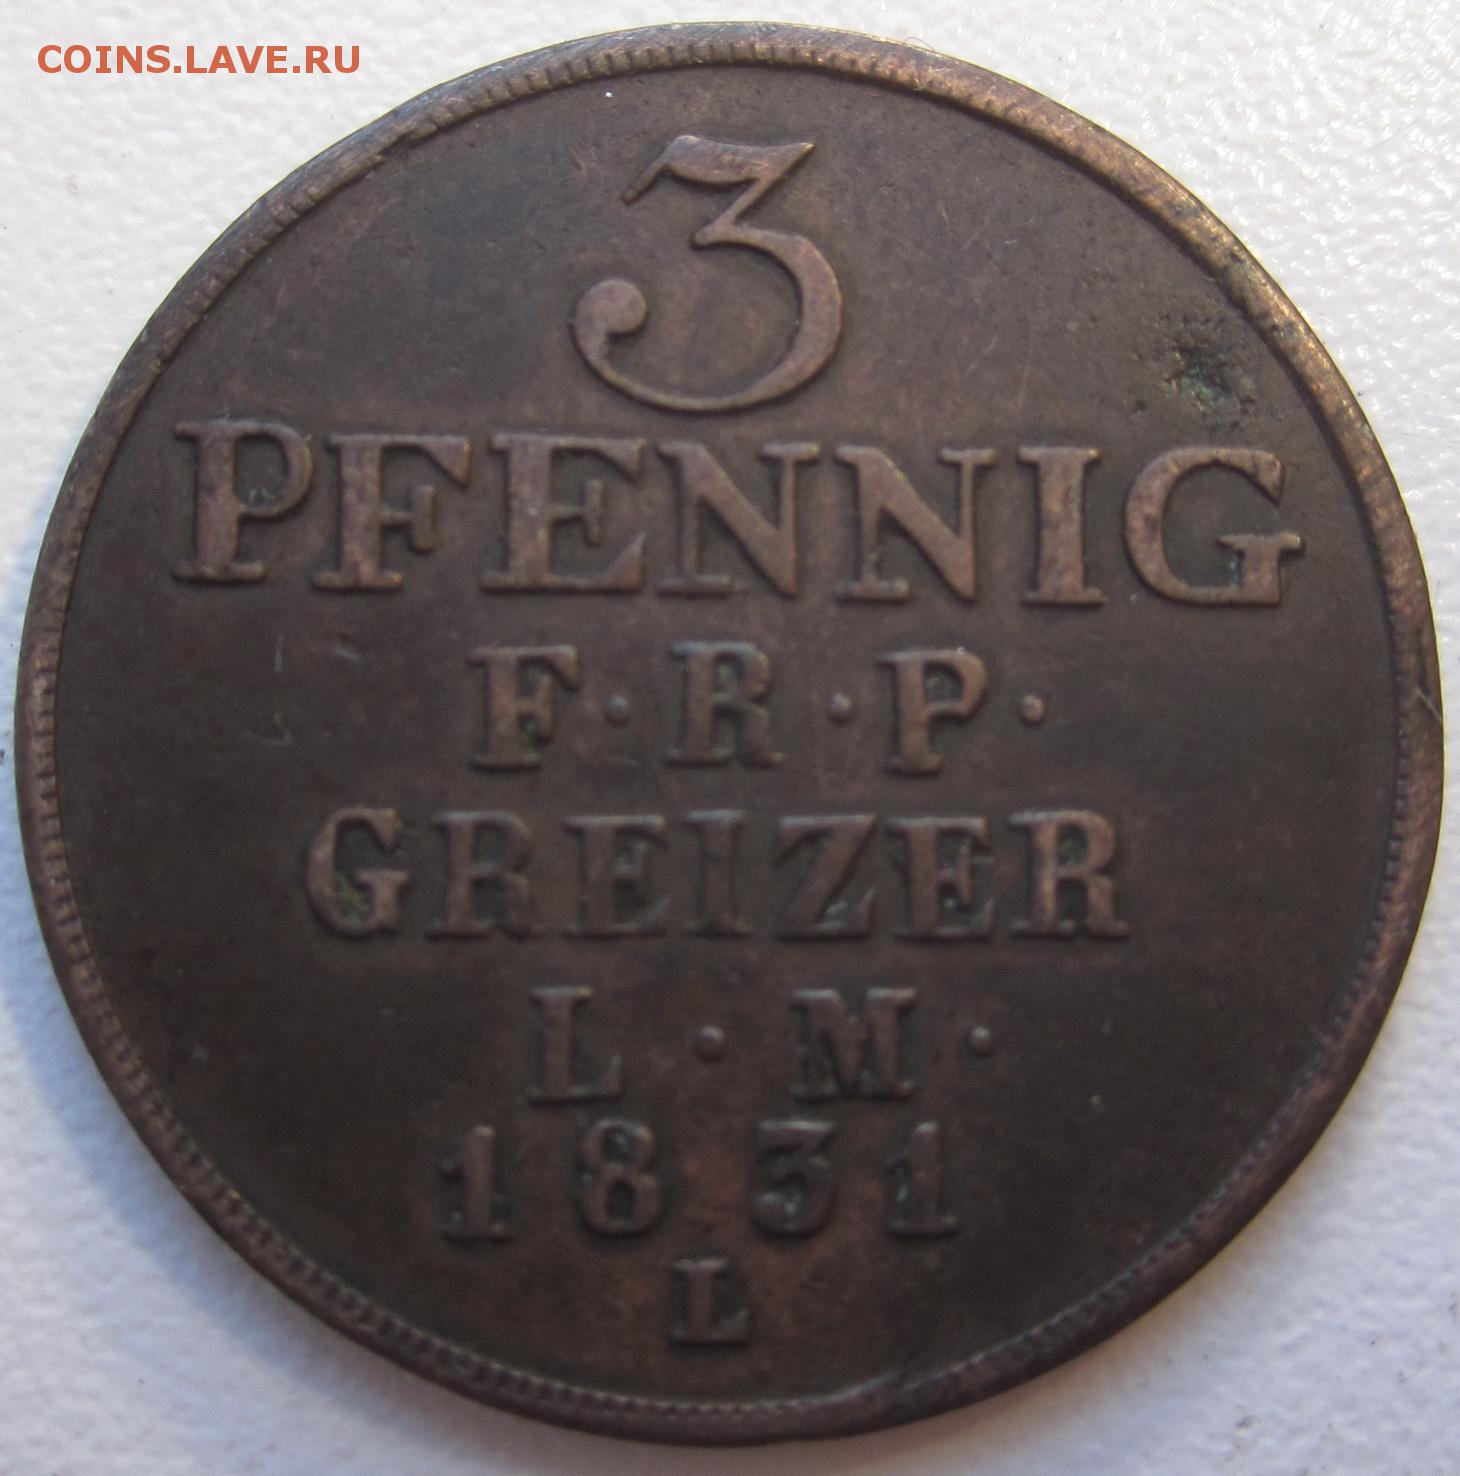 COINS.LAVE.RU
3
PFENNIG
F·R·P·
GREIZER
L·M·
1831
L